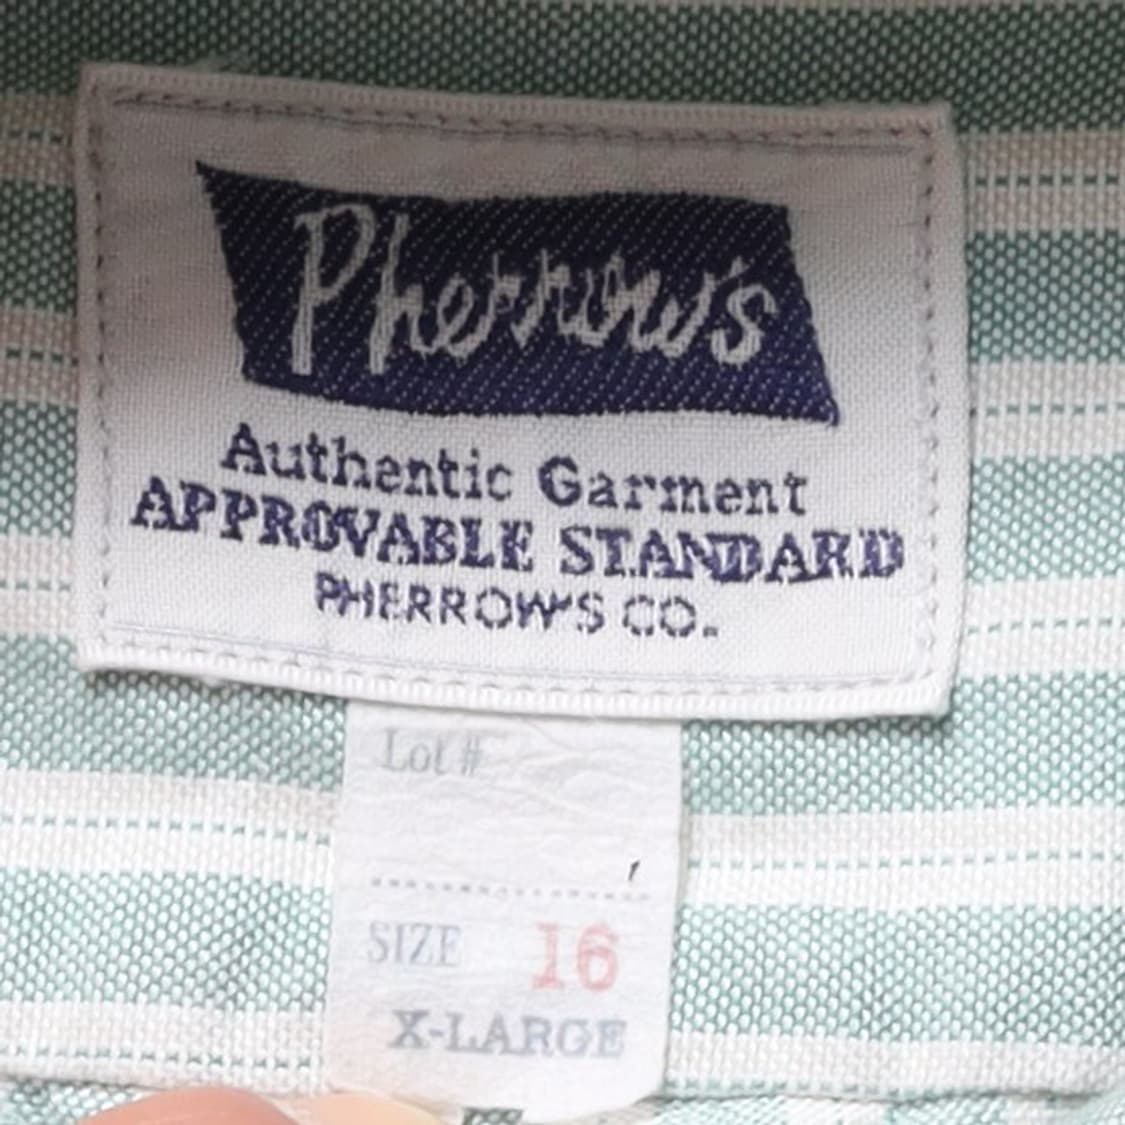 Pherrow's
Authentic Garment
APPROVABLE STANDARD
PHERROW'S CO.
Lot #
SIZE 16
X-LARGE